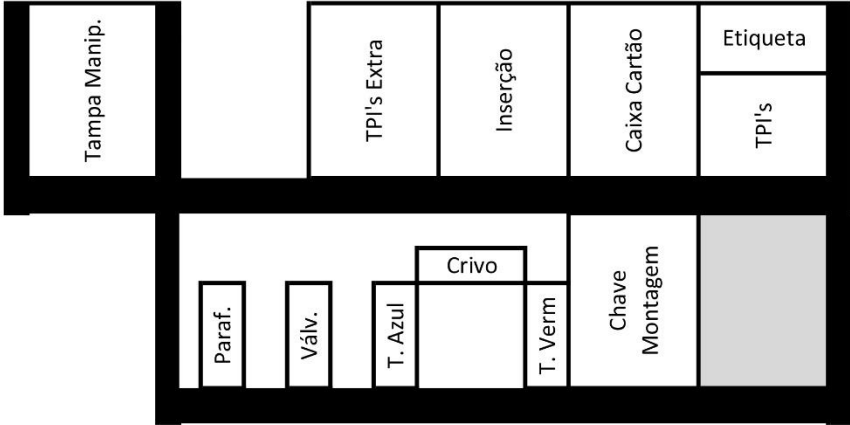 Tampa Manip.
TPI's Extra
Inserção
Caixa Cartão
Etiqueta
TPI's
Paraf.
Válv.
T. Azul
Crivo
T. Verm
Chave
Montagem